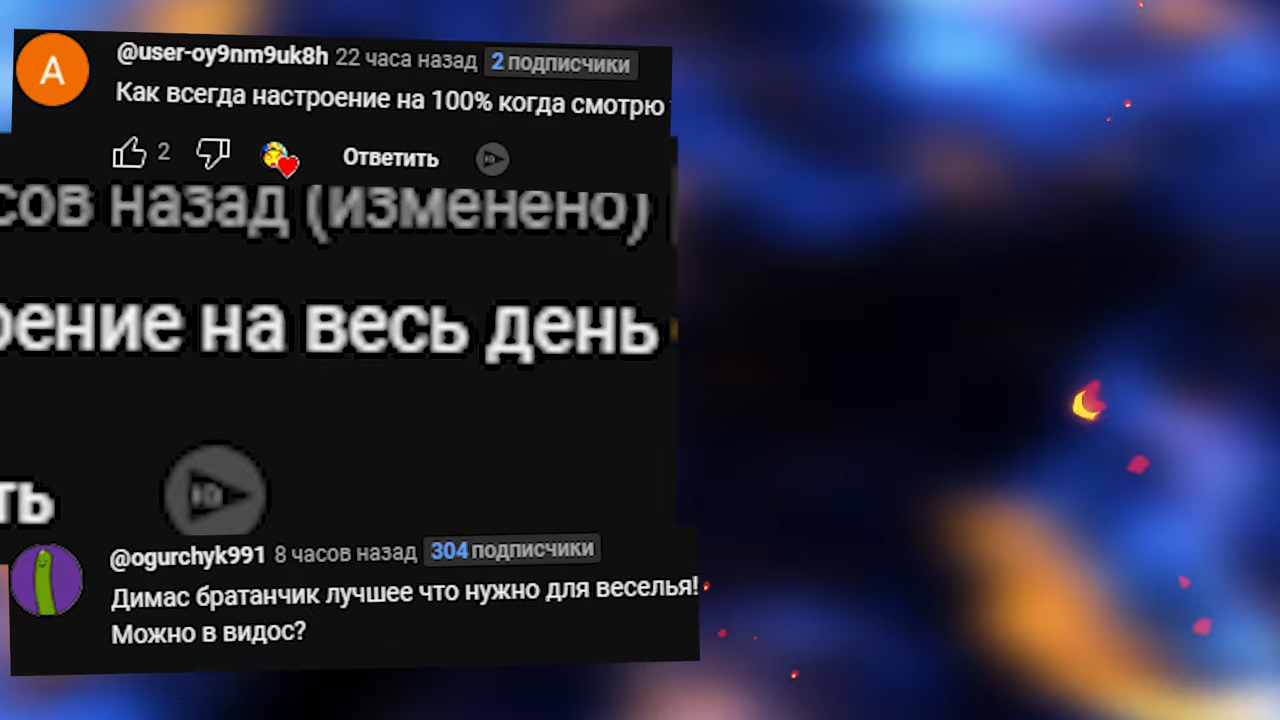 A
@user-oy9nm9uk8h 22 часа назад 2 подписчики
Как всегда настроение на 100% когда смотрю
2 Ответить
сов назад (изменено)
рение на весь день
ть
@ogurchyk991 8 часов назад 304 подписчики
Димас братанчик лучшее что нужно для веселья!
Можно в видос?